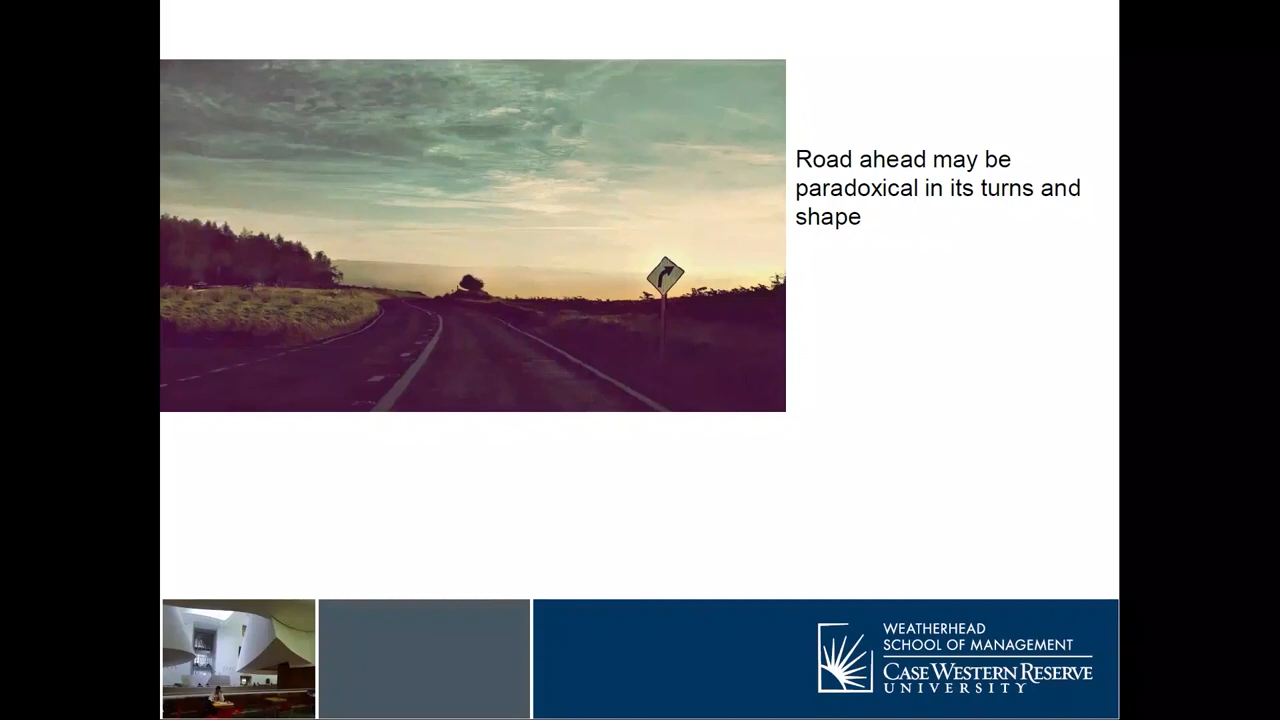 Road ahead may be
paradoxical in its turns and
shape
WEATHERHEAD
SCHOOL OF MANAGEMENT
CASE WESTERN RESERVE
UNIVERSITY